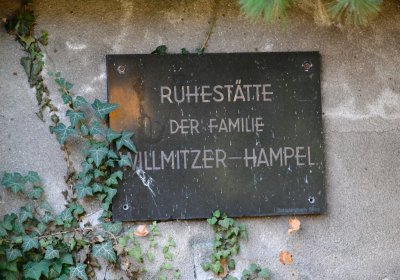 RUHESTÄTTE
DER FAMILIE
WILLMITZER-HAMPEL